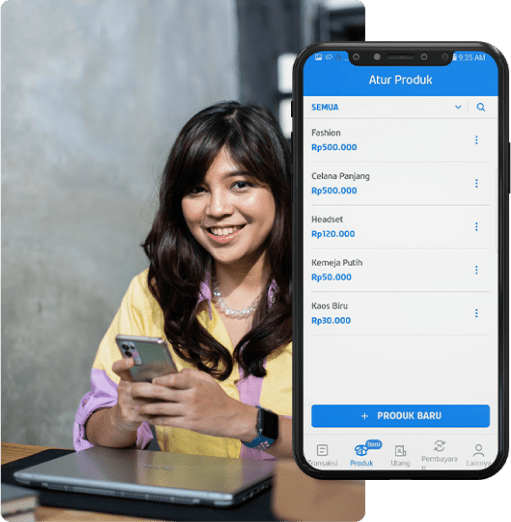 9:35 AM
Atur Produk
SEMUA
Fashion
Rp500.000
Celana Panjang
Rp500.000
Headset
Rp120.000
Kemeja Putih
Rp50.000
Kaos Biru
Rp30.000
+ PRODUK BARU
Baru
Transaksi Produk Utang Pembayaran Lainnya